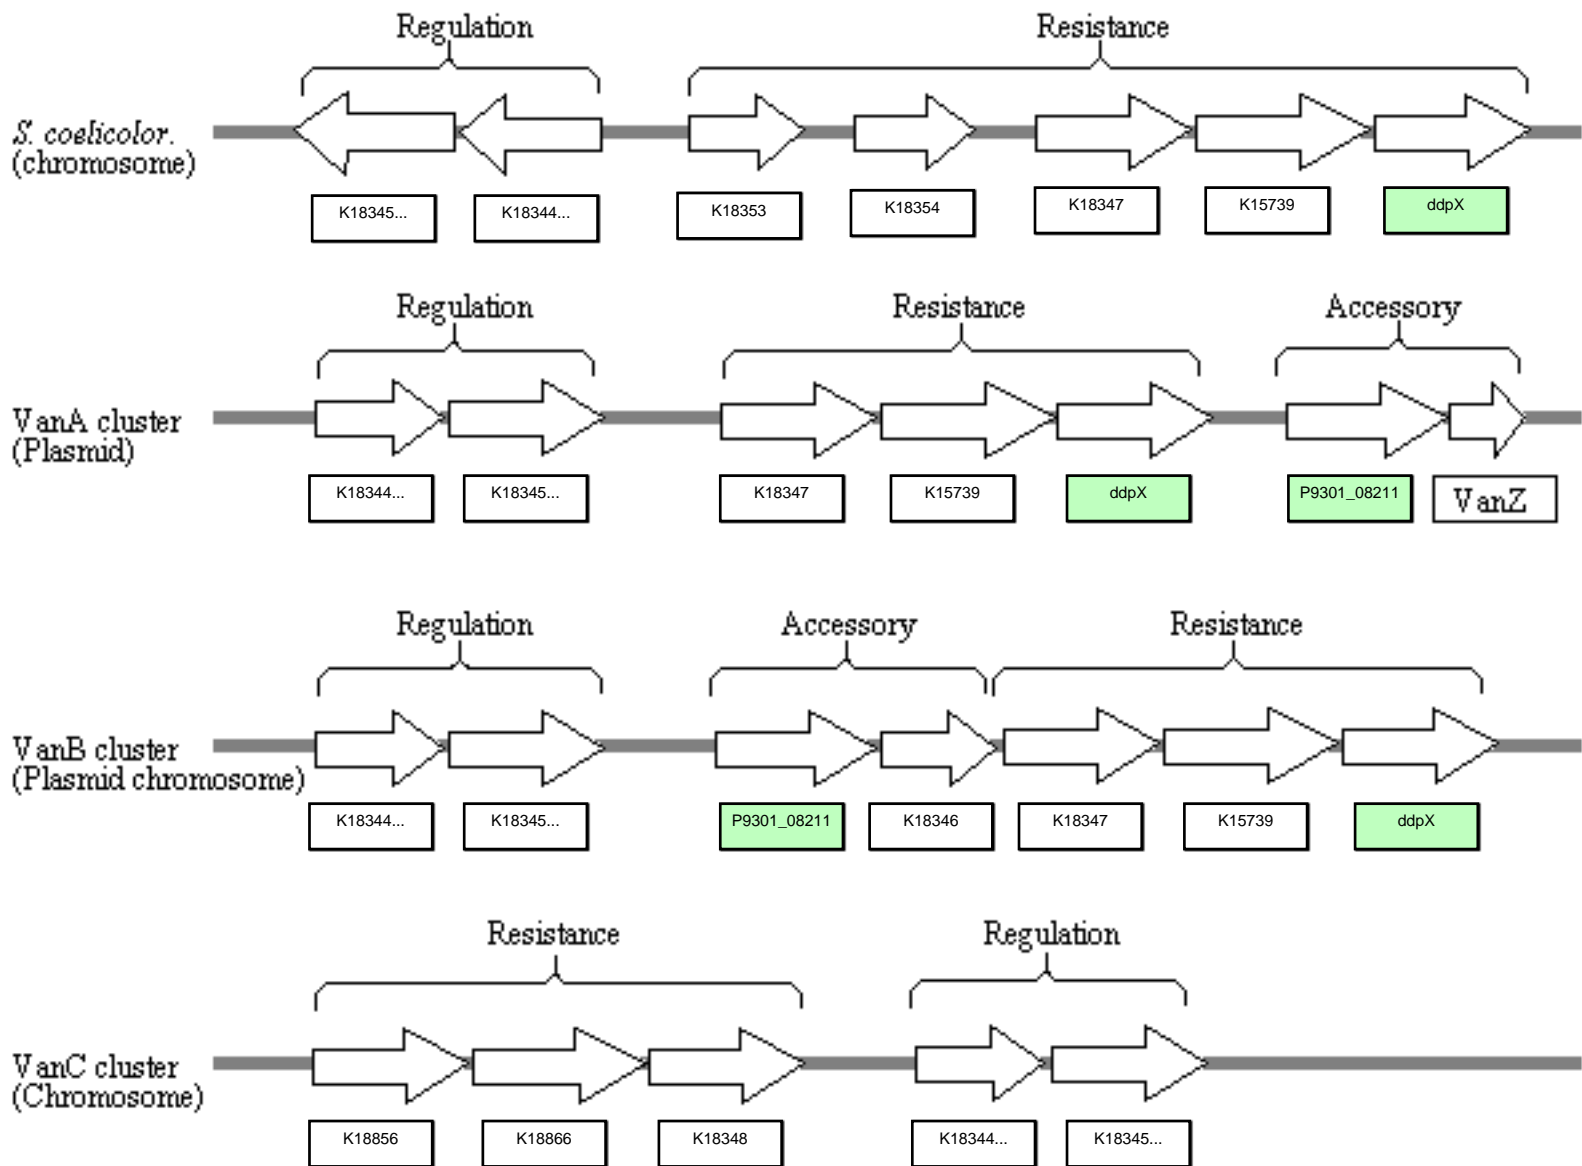 Regulation Resistance
S. coelicolor.
(chromosome)
K18345... K18344... K18353 K18354 K18347 K15739 ddpX
Regulation Resistance Accessory
VanA cluster
(Plasmid)
K18344... K18345... K18347 K15739 ddpX P9301_08211 VanZ
Regulation Accessory Resistance
VanB cluster
(Plasmid chromosome)
K18344... K18345... P9301_08211 K18346 K18347 K15739 ddpX
Resistance Regulation
VanC cluster
(Chromosome)
K18856 K18866 K18348 K18344... K18345...